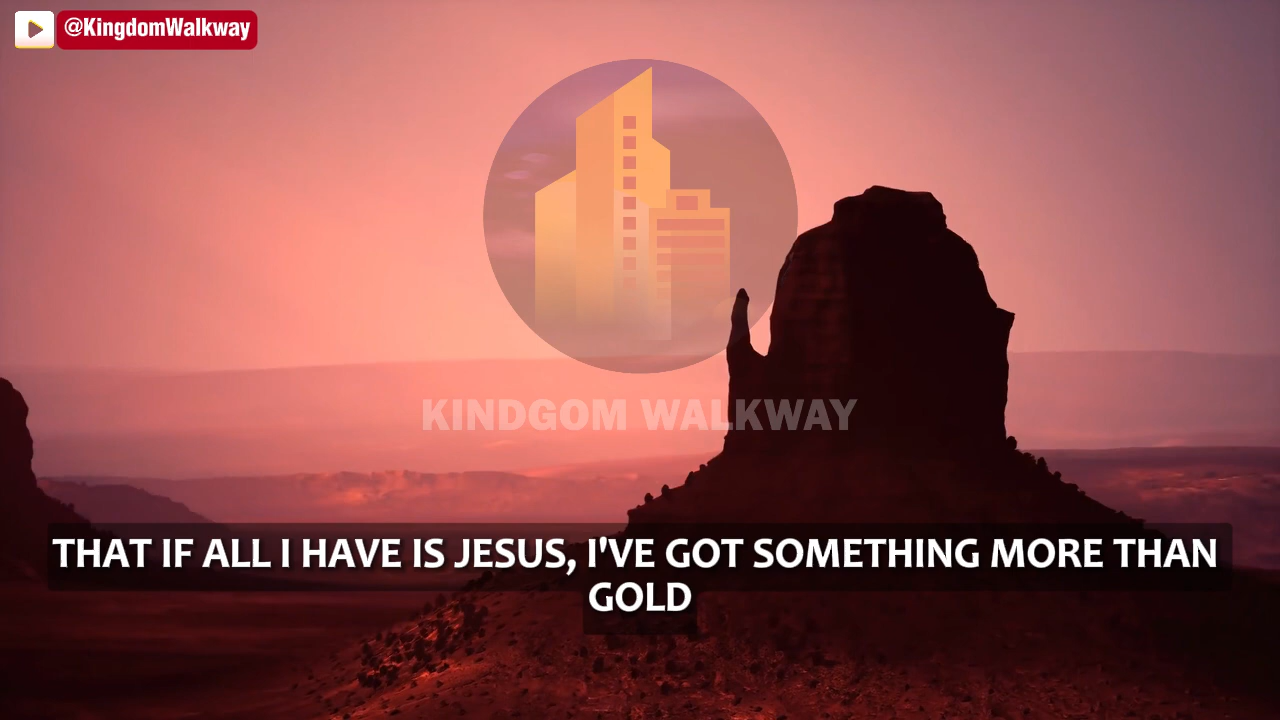 @KingdomWalkway
KINDGOM WALKWAY
THAT IF ALL I HAVE IS JESUS, I'VE GOT SOMETHING MORE THAN
GOLD